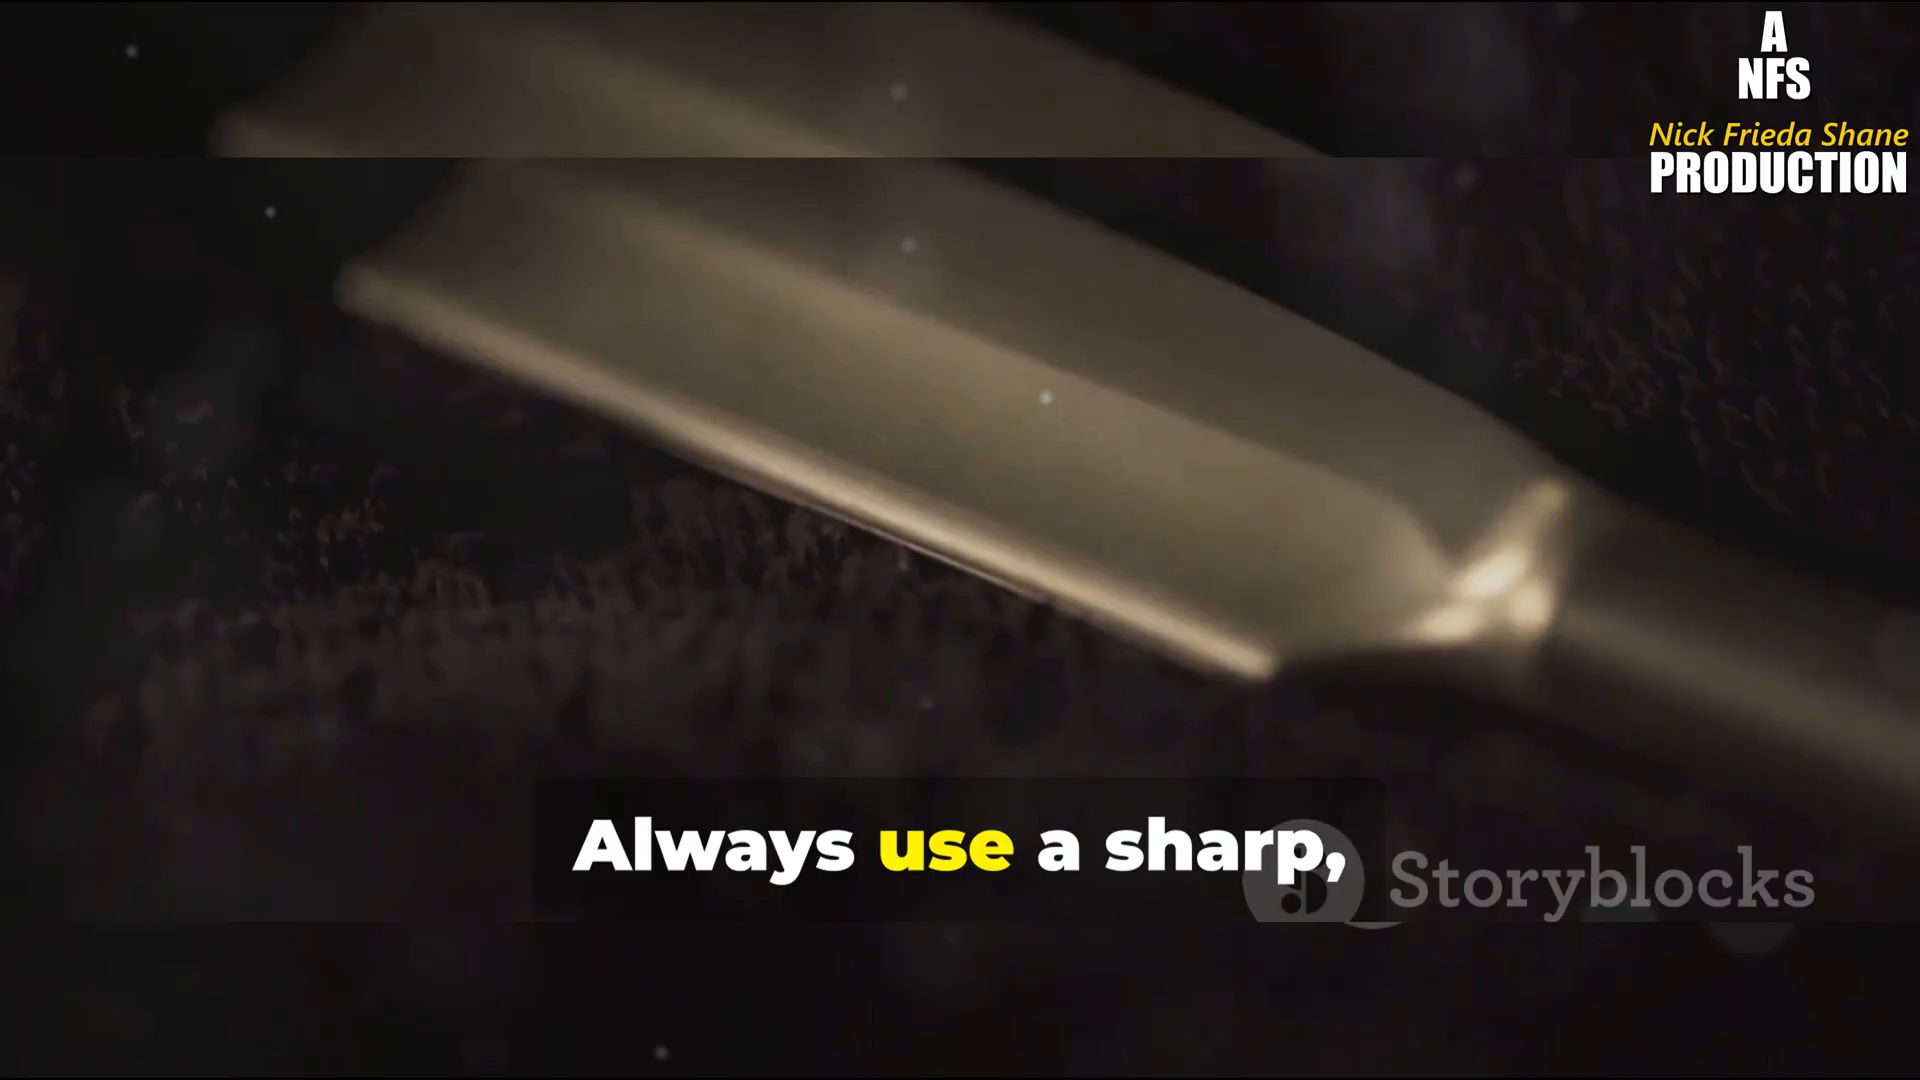 A
NFS
Nick Frieda Shane
PRODUCTION
Always use a sharp,
Storyblocks